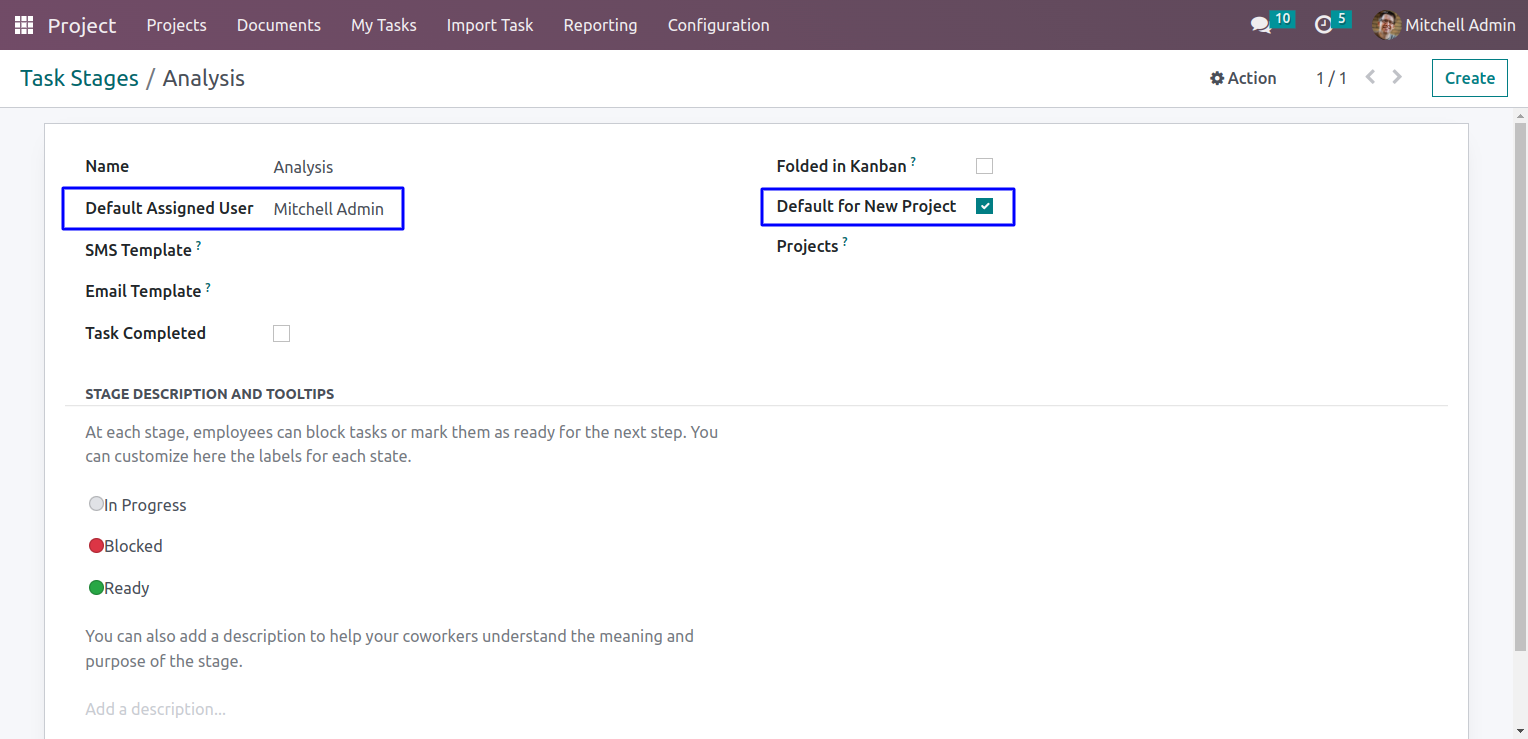 Project Projects Documents My Tasks Import Task Reporting Configuration 10 5 Mitchell Admin
Task Stages / Analysis Action 1 / 1 Create
Name Analysis
Folded in Kanban ?
Default Assigned User Mitchell Admin
Default for New Project
SMS Template ?
Projects ?
Email Template ?
Task Completed
STAGE DESCRIPTION AND TOOLTIPS
At each stage, employees can block tasks or mark them as ready for the next step. You
can customize here the labels for each state.
In Progress
Blocked
Ready
You can also add a description to help your coworkers understand the meaning and
purpose of the stage.
Add a description...